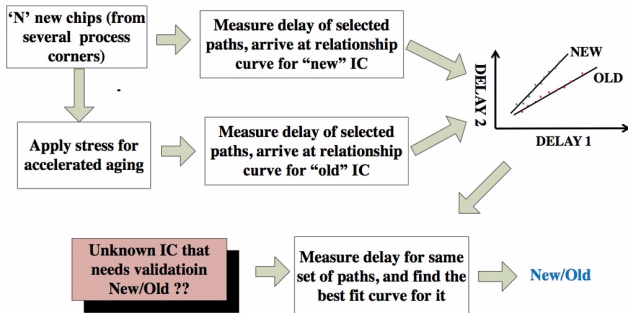 ‘N’ new chips (from
several process
corners)
Measure delay of selected
paths, arrive at relationship
curve for “new” IC
NEW
OLD
DELAY 2
DELAY 1
Apply stress for
accelerated aging
Measure delay of selected
paths, arrive at relationship
curve for “old” IC
Unknown IC that
needs validatioin
New/Old ??
Measure delay for same
set of paths, and find the
best fit curve for it
New/Old